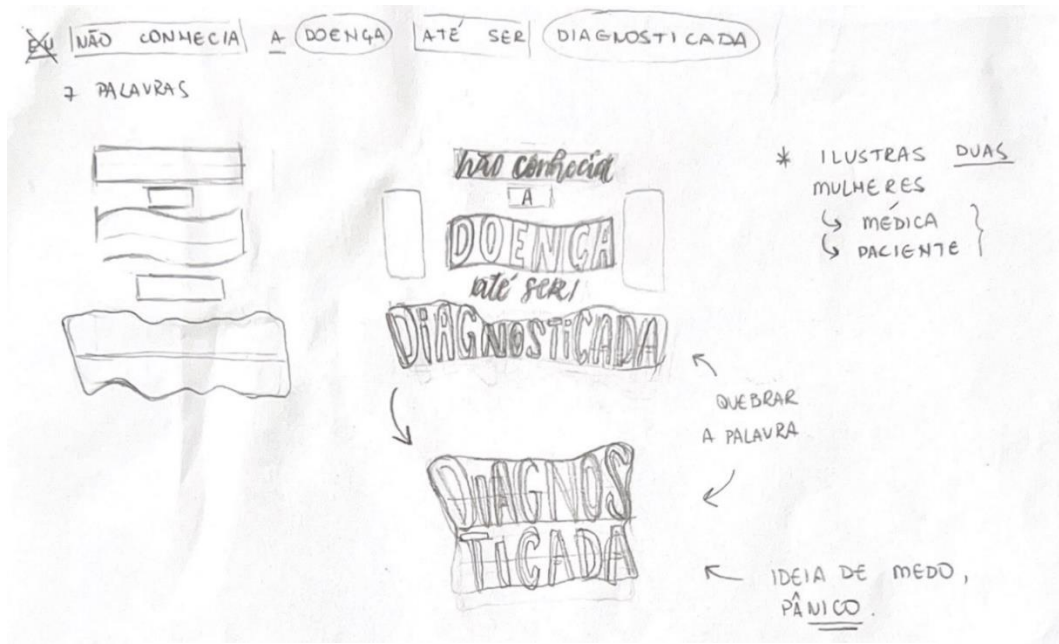 EU NÃO CONHECIA A DOENÇA ATÉ SER DIAGNOSTICADA
7 PALAVRAS
não conhecia
A
DOENÇA
até ser
DIAGNOSTICADA
DIAGNOS
TICADA
* ILUSTRAS DUAS
MULHERES
↳ MÉDICA
↳ PACIENTE
QUEBRAR
A PALAVRA
IDEIA DE MEDO,
PÂNICO.